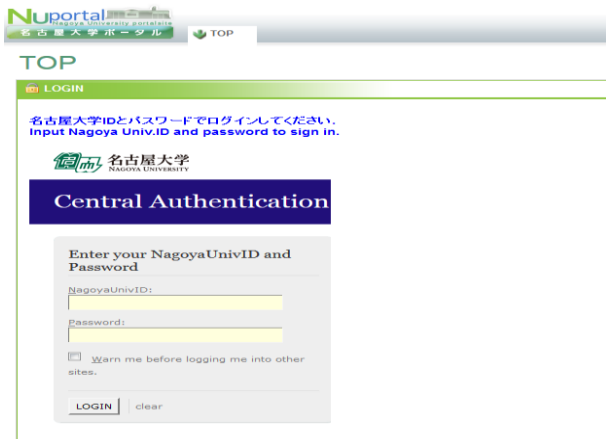 Nuportal
Nagoya University portalsite
名古屋大学ポータル
TOP
TOP
LOGIN
名古屋大学IDとパスワードでログインしてください.
Input Nagoya Univ.ID and password to sign in.
名古屋大学
NAGOYA UNIVERSITY
Central Authentication
Enter your NagoyaUnivID and
Password
NagoyaUnivID:
Password:
Warn me before logging me into other
sites.
LOGIN clear